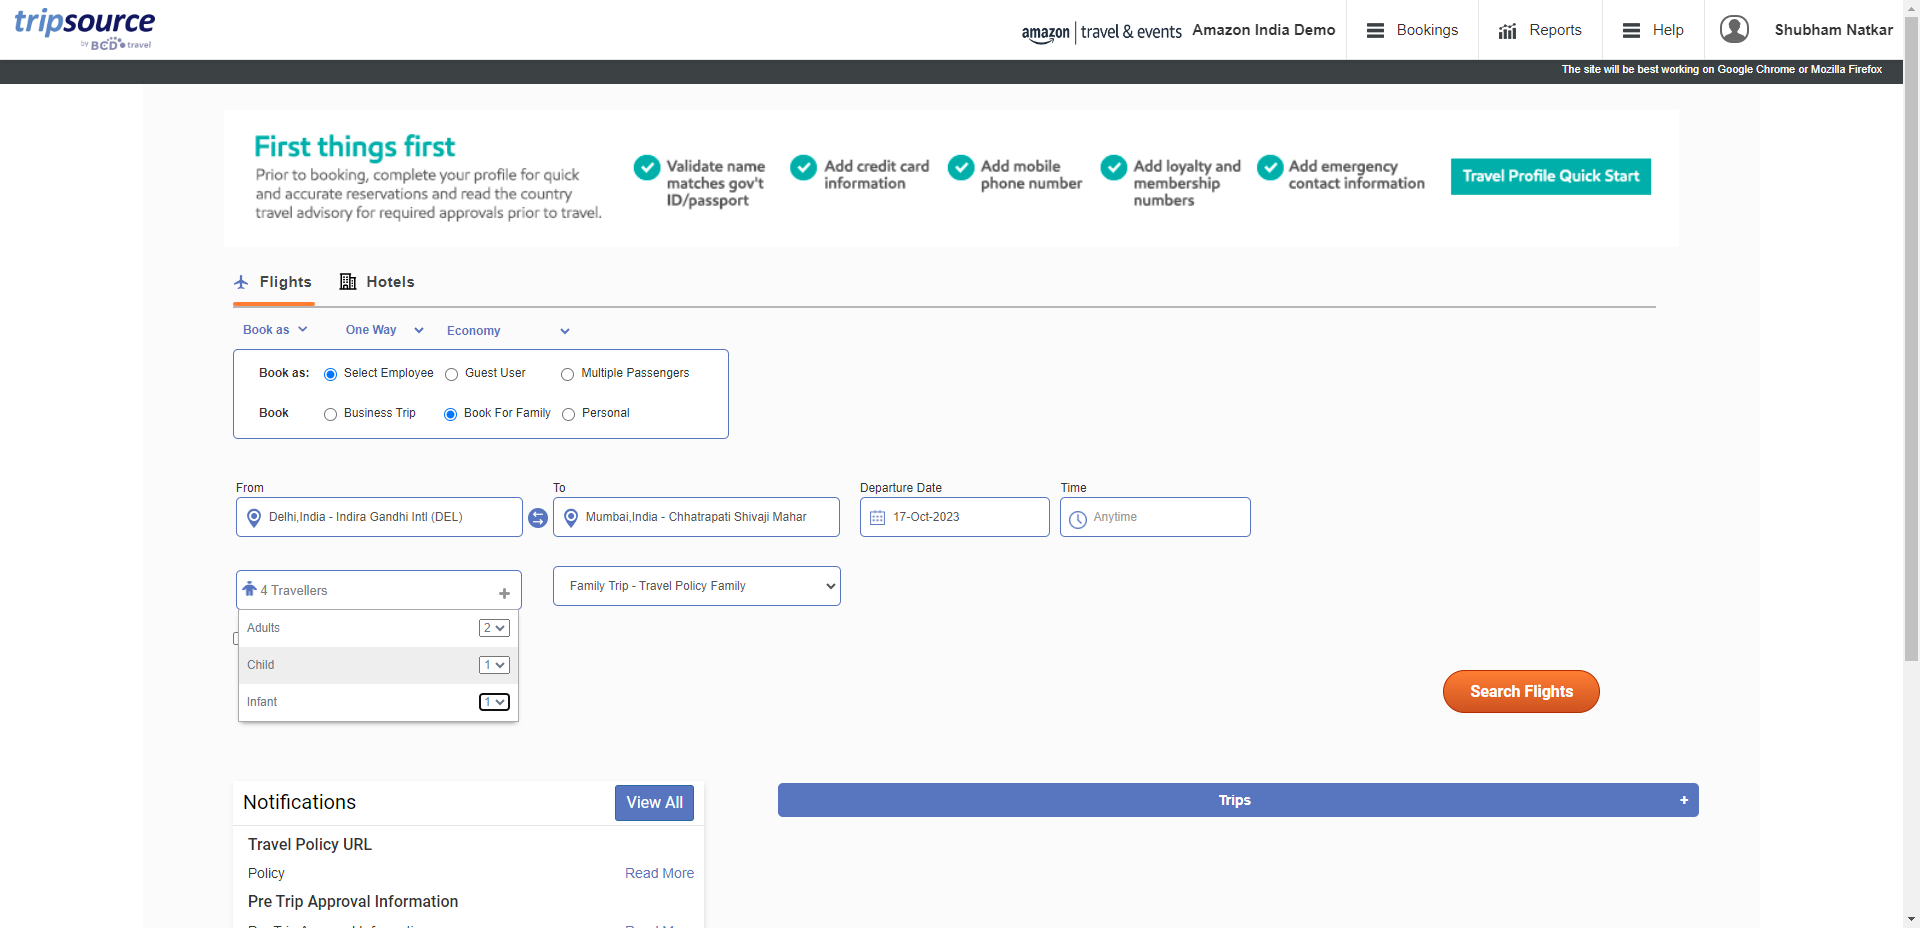 tripsource
by BCD travel
amazon | travel & events
Amazon India Demo
Bookings
Reports
Help
Shubham Natkar
The site will be best working on Google Chrome or Mozilla Firefox
First things first
Prior to booking, complete your profile for quick
and accurate reservations and read the country
travel advisory for required approvals prior to travel.
Validate name
matches gov't
ID/passport
Add credit card
information
Add mobile
phone number
Add loyalty and
membership
numbers
Add emergency
contact information
Travel Profile Quick Start
Flights
Hotels
Book as
One Way
Economy
Book as:
Select Employee
Guest User
Multiple Passengers
Book
Business Trip
Book For Family
Personal
From
To
Departure Date
Time
Delhi,India - Indira Gandhi Intl (DEL)
Mumbai,India - Chhatrapati Shivaji Mahar
17-Oct-2023
Anytime
4 Travellers +
Family Trip - Travel Policy Family
Adults 2
Child 1
Infant 1
Search Flights
Notifications
View All
Trips +
Travel Policy URL
Policy
Read More
Pre Trip Approval Information